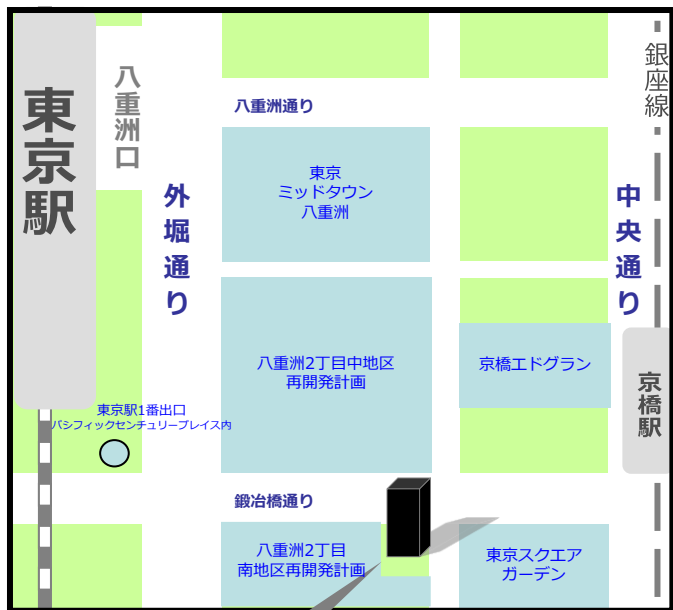 東京駅
八重洲口
外堀通り
八重洲通り
東京
ミッドタウン
八重洲
銀座線
中央通り
八重洲2丁目中地区
再開発計画
京橋エドグラン
京橋駅
東京駅1番出口
パシフィックセンチュリープレイス内
鍛冶橋通り
八重洲2丁目
南地区再開発計画
東京スクエア
ガーデン